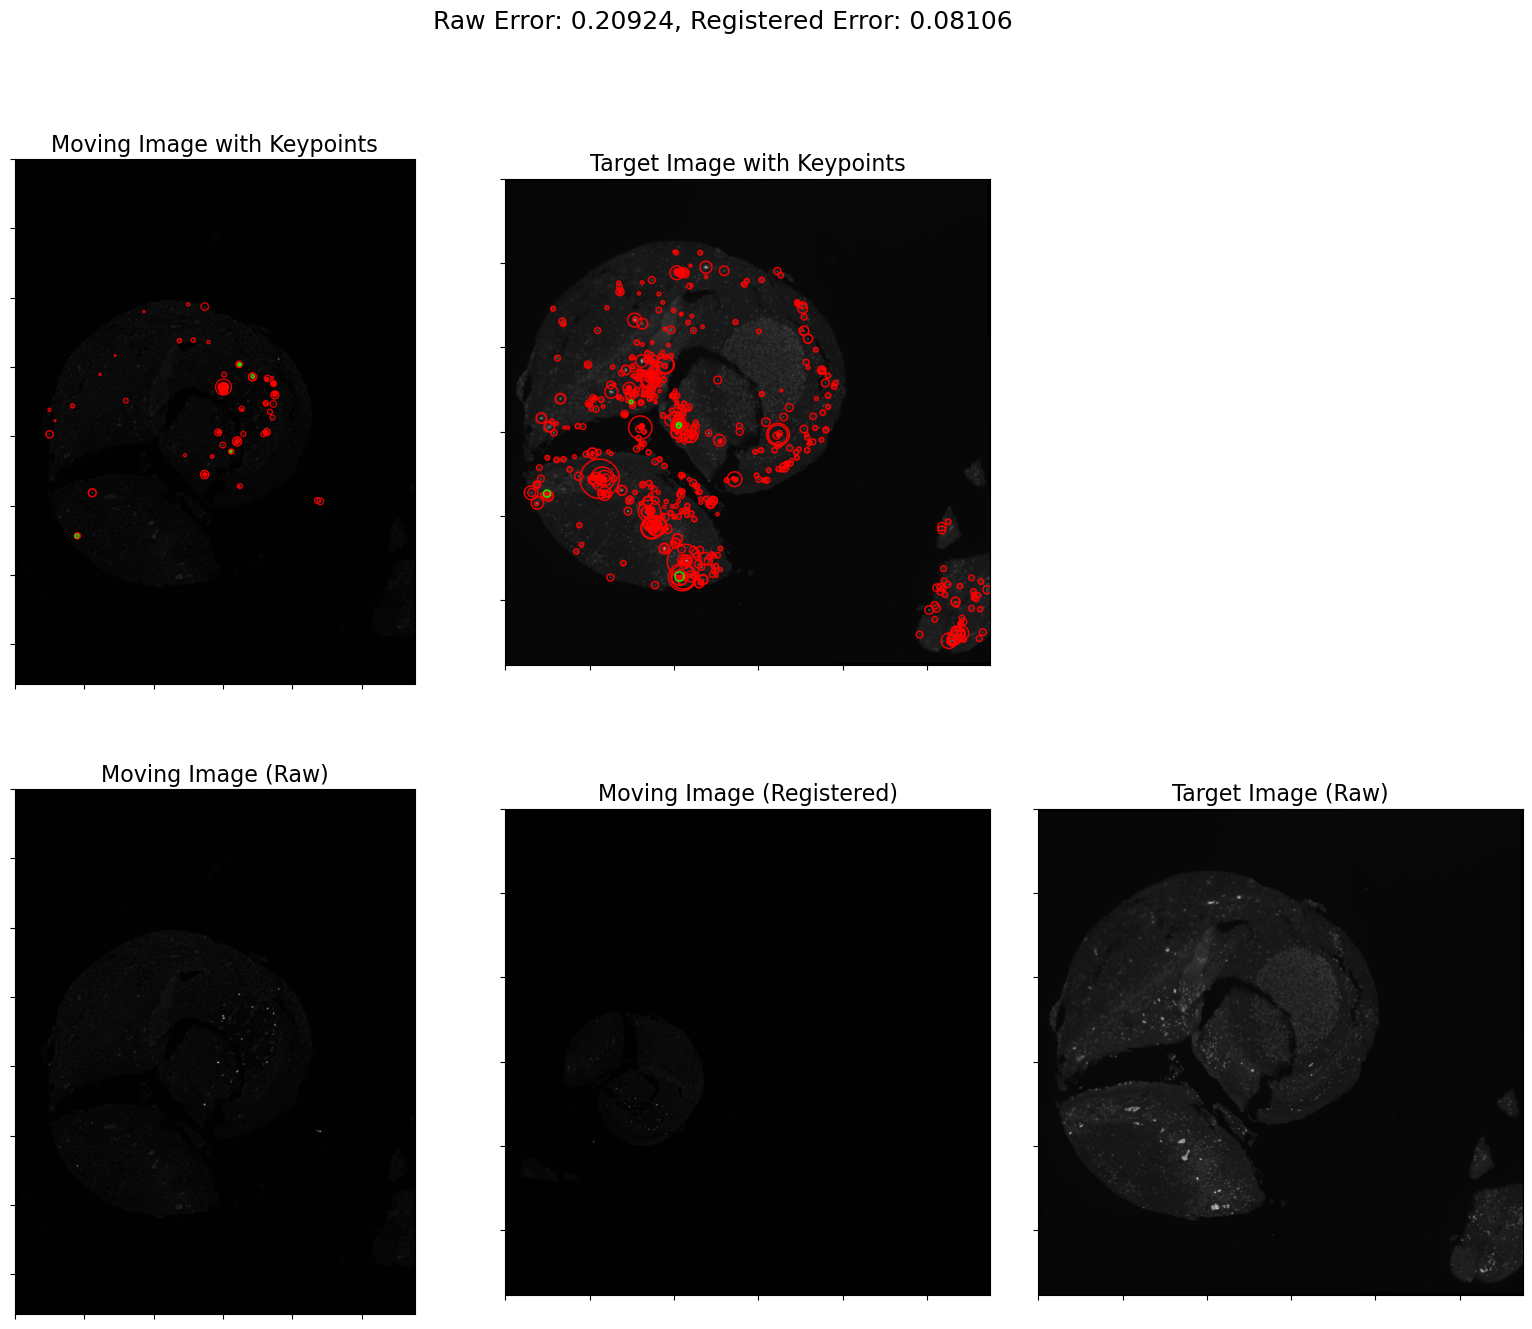 Raw Error: 0.20924, Registered Error: 0.08106
Moving Image with Keypoints
Target Image with Keypoints
Moving Image (Raw)
Moving Image (Registered)
Target Image (Raw)